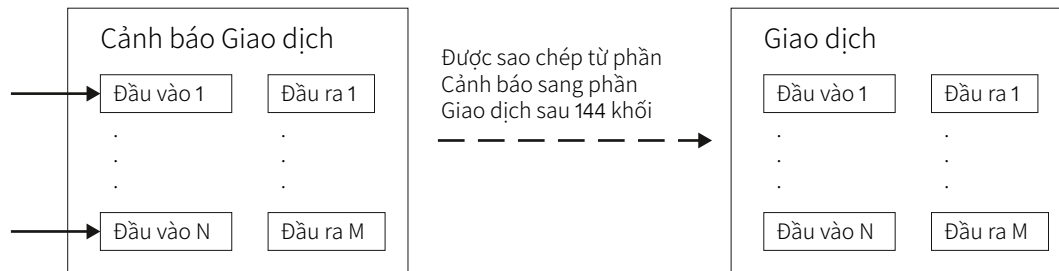 Cảnh báo Giao dịch
Đầu vào 1
Đầu ra 1
.
.
.
.
.
.
Đầu vào N
Đầu ra M
Được sao chép từ phần
Cảnh báo sang phần
Giao dịch sau 144 khối
Giao dịch
Đầu vào 1
Đầu ra 1
.
.
.
.
.
.
Đầu vào N
Đầu ra M